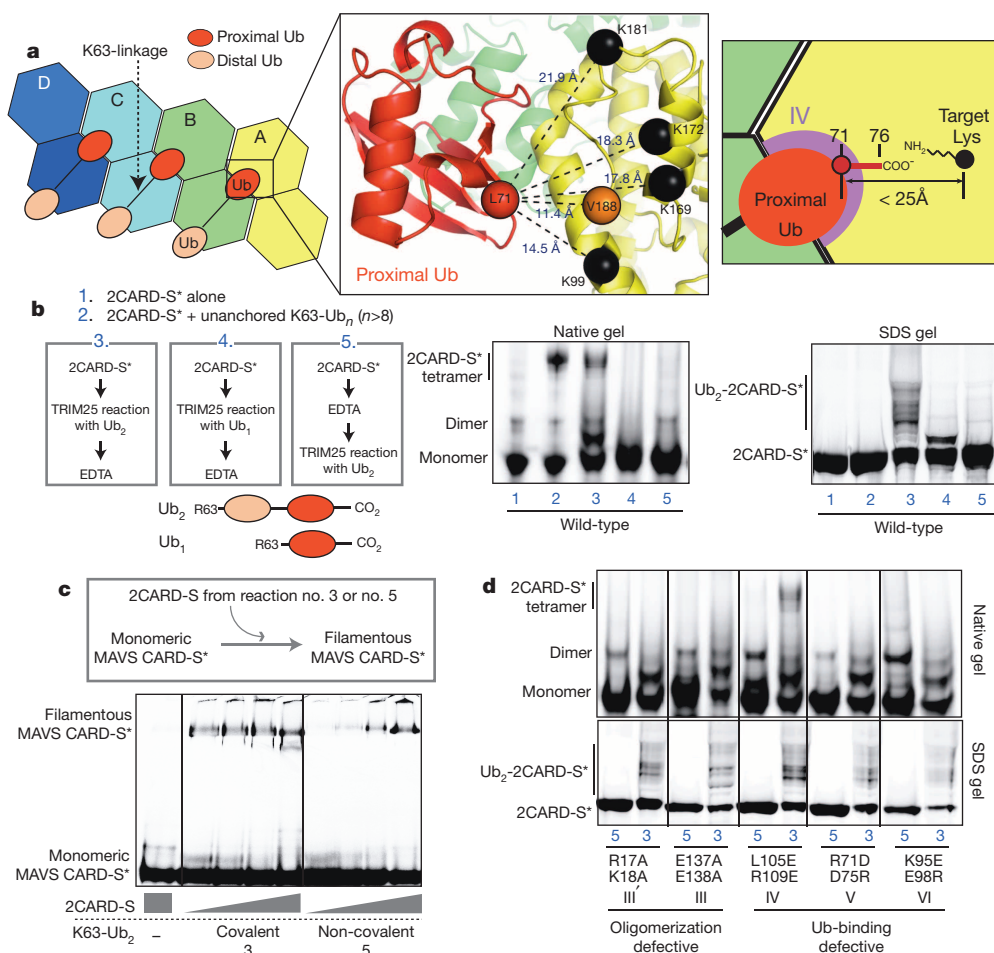 a
K63-linkage
Proximal Ub
Distal Ub
D
C
B
A
Ub
Ub
K181
21.9 Å
K172
18.3 Å
17.8 Å
L71
V188
K169
11.4 Å
14.5 Å
K99
Proximal Ub
IV
71
76
Target
Lys
NH2
COO−
< 25Å
Proximal
Ub
b
1. 2CARD-S* alone
2. 2CARD-S* + unanchored K63-Ubn (n>8)
3.
2CARD-S*
TRIM25 reaction
with Ub2
EDTA
4.
2CARD-S*
TRIM25 reaction
with Ub1
EDTA
5.
2CARD-S*
EDTA
TRIM25 reaction
with Ub2
Ub2 R63 CO2
Ub1 R63 CO2
Native gel
2CARD-S*
tetramer
Dimer
Monomer
1 2 3 4 5
Wild-type
SDS gel
Ub2-2CARD-S*
2CARD-S*
1 2 3 4 5
Wild-type
c
2CARD-S from reaction no. 3 or no. 5
Monomeric
MAVS CARD-S*
Filamentous
MAVS CARD-S*
Filamentous
MAVS CARD-S*
Monomeric
MAVS CARD-S*
2CARD-S
K63-Ub2
–
Covalent
3
Non-covalent
5
d
2CARD-S*
tetramer
Dimer
Monomer
Native gel
Ub2-2CARD-S*
2CARD-S*
SDS gel
5 3 5 3 5 3 5 3 5 3
R17A E137A L105E R71D K95E
K18A E138A R109E D75R E98R
III′ III IV V VI
Oligomerization
defective
Ub-binding
defective